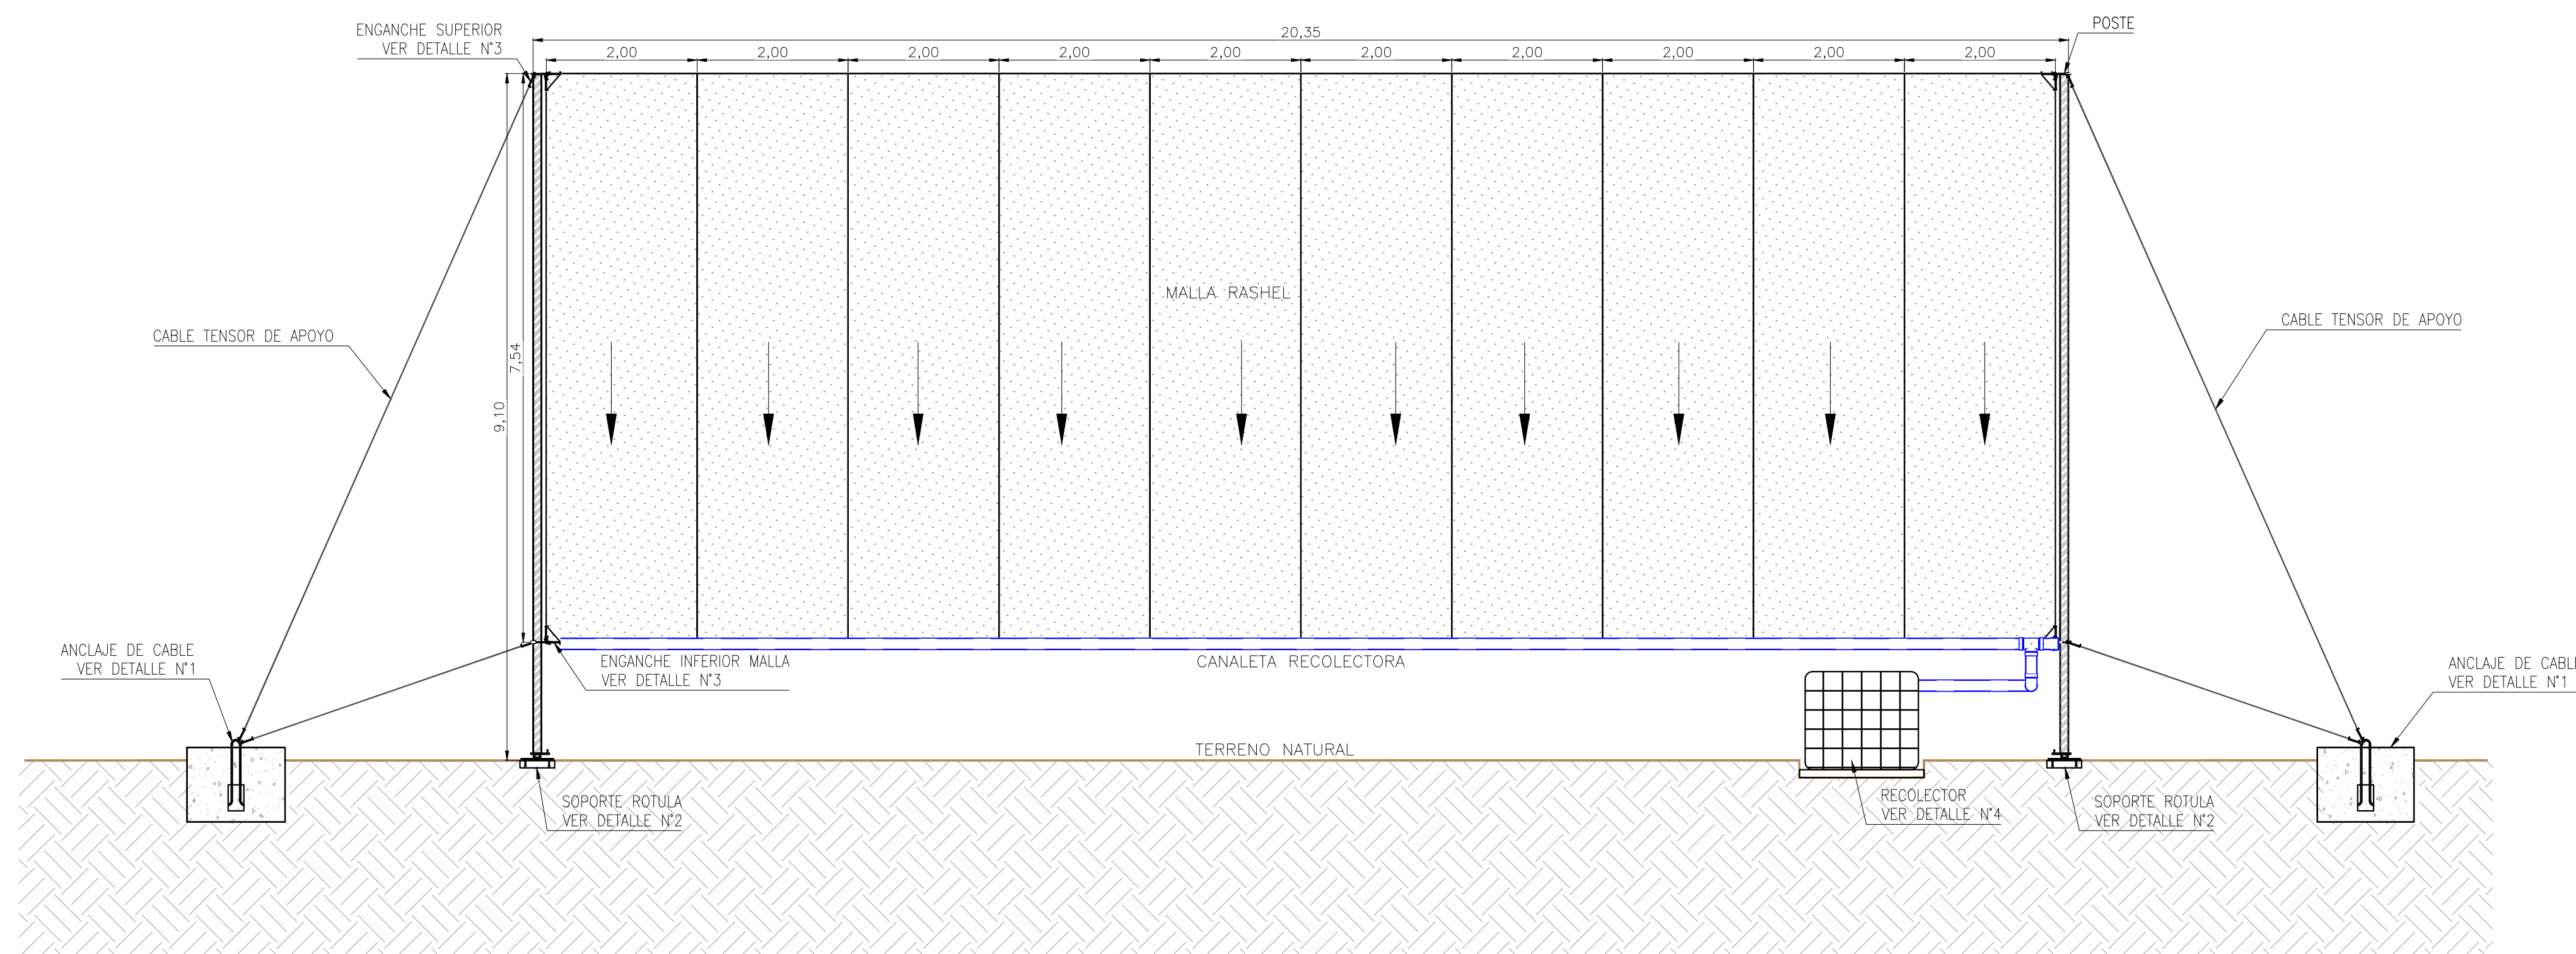 ENGANCHE SUPERIOR
VER DETALLE N°3
POSTE
20,35
2,00 2,00 2,00 2,00 2,00 2,00 2,00 2,00 2,00 2,00
MALLA RASHEL
CABLE TENSOR DE APOYO
CABLE TENSOR DE APOYO
7,54
9,10
ANCLAJE DE CABLE
VER DETALLE N°1
ENGANCHE INFERIOR MALLA
VER DETALLE N°3
CANALETA RECOLECTORA
ANCLAJE DE CABLE
VER DETALLE N°1
TERRENO NATURAL
SOPORTE ROTULA
VER DETALLE N°2
RECOLECTOR
VER DETALLE N°4
SOPORTE ROTULA
VER DETALLE N°2